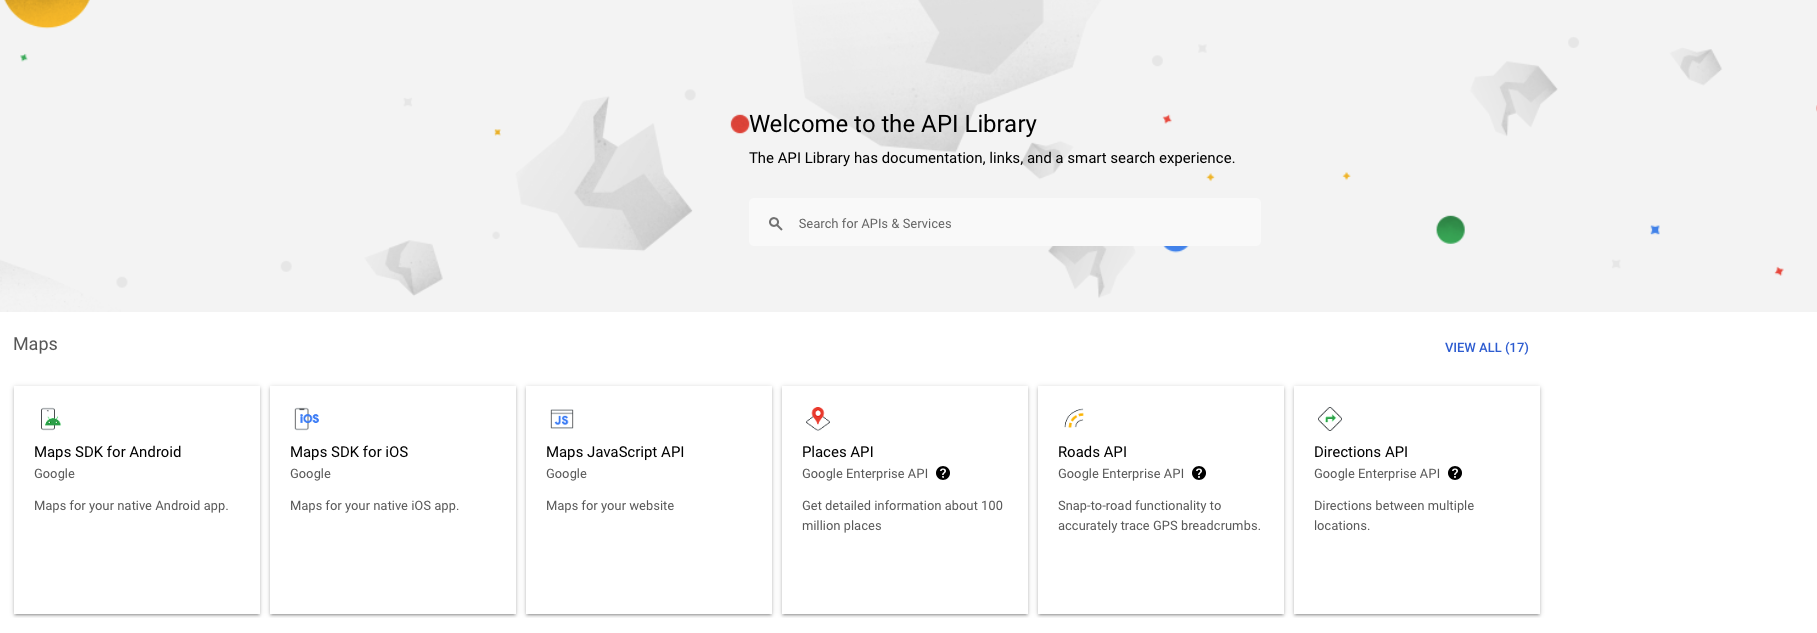 Welcome to the API Library
The API Library has documentation, links, and a smart search experience.
Search for APIs & Services
Maps
VIEW ALL (17)
Maps SDK for Android
Google
Maps for your native Android app.
iOS
Maps SDK for iOS
Google
Maps for your native iOS app.
JS
Maps JavaScript API
Google
Maps for your website
Places API
Google Enterprise API ?
Get detailed information about 100
million places
Roads API
Google Enterprise API ?
Snap-to-road functionality to
accurately trace GPS breadcrumbs.
Directions API
Google Enterprise API ?
Directions between multiple
locations.